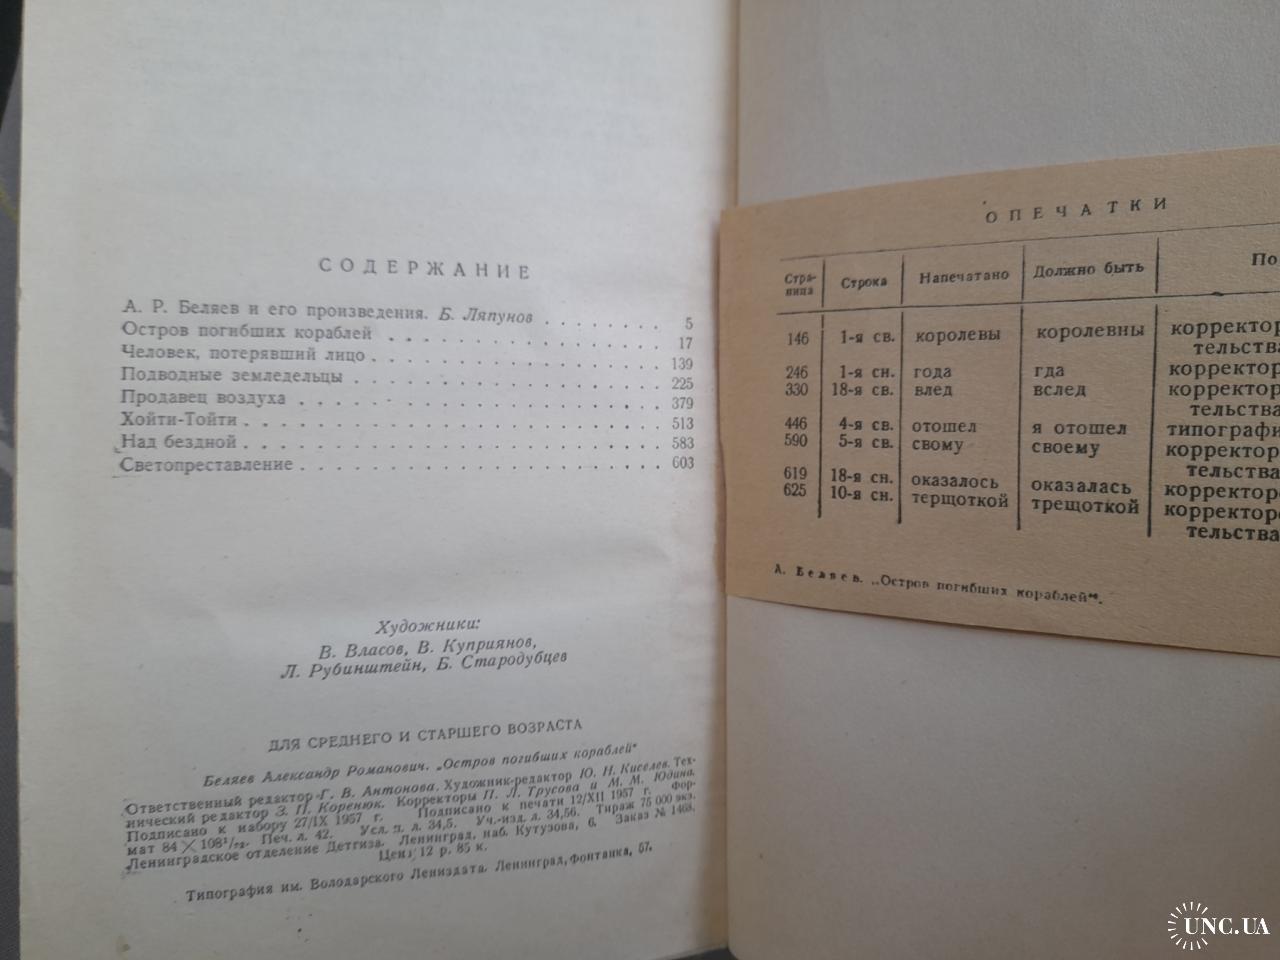 СОДЕРЖАНИЕ
А. Р. Беляев и его произведения. Б. Ляпунов . . . . . . . . 5
Остров погибших кораблей . . . . . . . . . . . . . . . . . 17
Человек, потерявший лицо . . . . . . . . . . . . . . . . . 139
Подводные земледельцы . . . . . . . . . . . . . . . . . . 225
Продавец воздуха . . . . . . . . . . . . . . . . . . . . . 379
Хойти-Тойти . . . . . . . . . . . . . . . . . . . . . . . . 513
Над бездной . . . . . . . . . . . . . . . . . . . . . . . . 583
Светопреставление . . . . . . . . . . . . . . . . . . . . . 603
Художники:
В. Власов, В. Куприянов,
Л. Рубинштейн, Б. Стародубцев
ДЛЯ СРЕДНЕГО И СТАРШЕГО ВОЗРАСТА
Беляев Александр Романович. „Остров погибших кораблей"
Ответственный редактор Г. В. Антонова. Художник-редактор Ю. Н. Киселев. Тех-
нический редактор З. П. Коренюк. Корректоры П. Л. Трусова и М. М. Юдина.
Подписано к набору 27/IX 1957 г. Подписано к печати 12/XII 1957 г. Фор-
мат 84 × 108¹/₃₂. Печ. л. 42. Усл. п. л. 34,5. Уч.-изд. л. 34,56. Тираж 75 000 экз.
Ленинградское отделение Детгиза. Ленинград, наб. Кутузова, 6. Заказ № 1468.
Цена 12 р. 85 к.
Типография им. Володарского Лениздата. Ленинград, Фонтанка, 57.
ОПЕЧАТКИ
Стра-
ница Строка Напечатано Должно быть По
146 1-я св. королевы королевны корректор
тельства
246 1-я сн. года гда корректор
330 18-я св. влед вслед корректор
тельства
446 4-я св. отошел я отошел типографи
590 5-я св. свому своему корректор
тельства
619 18-я сн. оказалось оказалась корректор
625 10-я сн. терщоткой трещоткой корректор
тельства
А. Беляев. „Остров погибших кораблей".
UNC.UA